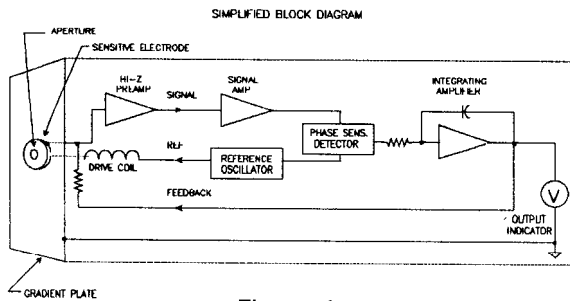 SIMPLIFIED BLOCK DIAGRAM
APERTURE
SENSITIVE ELECTRODE
HI-Z
PREAMP
SIGNAL
SIGNAL
AMP
INTEGRATING
AMPLIFIER
PHASE SENS.
DETECTOR
REF
REFERENCE
OSCILLATOR
DRIVE COIL
FEEDBACK
V
OUTPUT
INDICATOR
GRADIENT PLATE